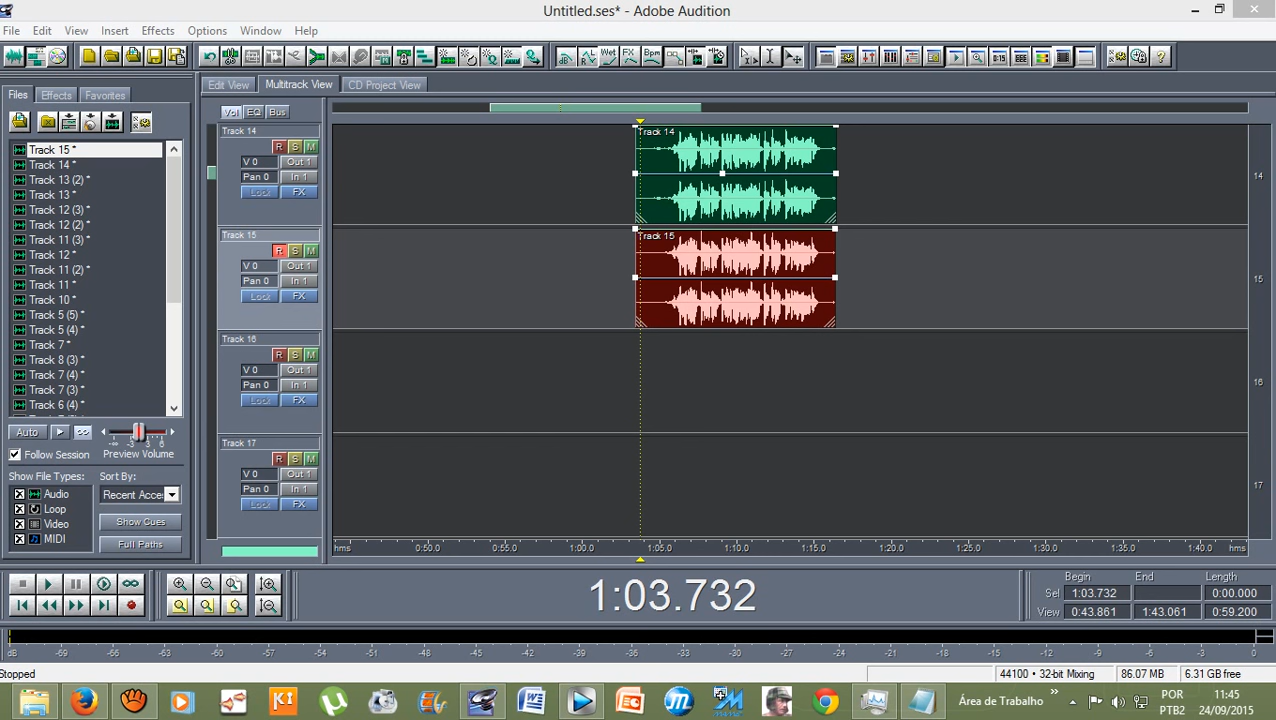 Untitled.ses* - Adobe Audition
File Edit View Insert Effects Options Window Help
Edit View Multitrack View CD Project View
Files Effects Favorites
Vol EQ Bus
Track 15 *
Track 14 *
Track 13 (2) *
Track 13 *
Track 12 (3) *
Track 12 (2) *
Track 11 (3) *
Track 12 *
Track 11 (2) *
Track 11 *
Track 10 *
Track 5 (5) *
Track 5 (4) *
Track 7 *
Track 8 (3) *
Track 7 (4) *
Track 7 (3) *
Track 6 (4) *
Auto
-∞ -3 3 6
Follow Session Preview Volume
Show File Types: Sort By:
Audio Recent Acce
Loop
Video Show Cues
MIDI Full Paths
Track 14
R S M
V 0 Out 1
Pan 0 In 1
Lock FX
Track 15
R S M
V 0 Out 1
Pan 0 In 1
Lock FX
Track 16
R S M
V 0 Out 1
Pan 0 In 1
Lock FX
Track 17
R S M
V 0 Out 1
Pan 0 In 1
Lock FX
Track 14
Track 15
14
15
16
17
hms 0:50.0 0:55.0 1:00.0 1:05.0 1:10.0 1:15.0 1:20.0 1:25.0 1:30.0 1:35.0 1:40.0 hms
1:03.732
Begin End Length
Sel 1:03.732 0:00.000
View 0:43.861 1:43.061 0:59.200
dB -69 -66 -63 -60 -57 -54 -51 -48 -45 -42 -39 -36 -33 -30 -27 -24 -21 -18 -15 -12 -9 -6 -3 0
Stopped 44100 • 32-bit Mixing 86.07 MB 6.31 GB free
Área de Trabalho
POR 11:45
PTB2 24/09/2015